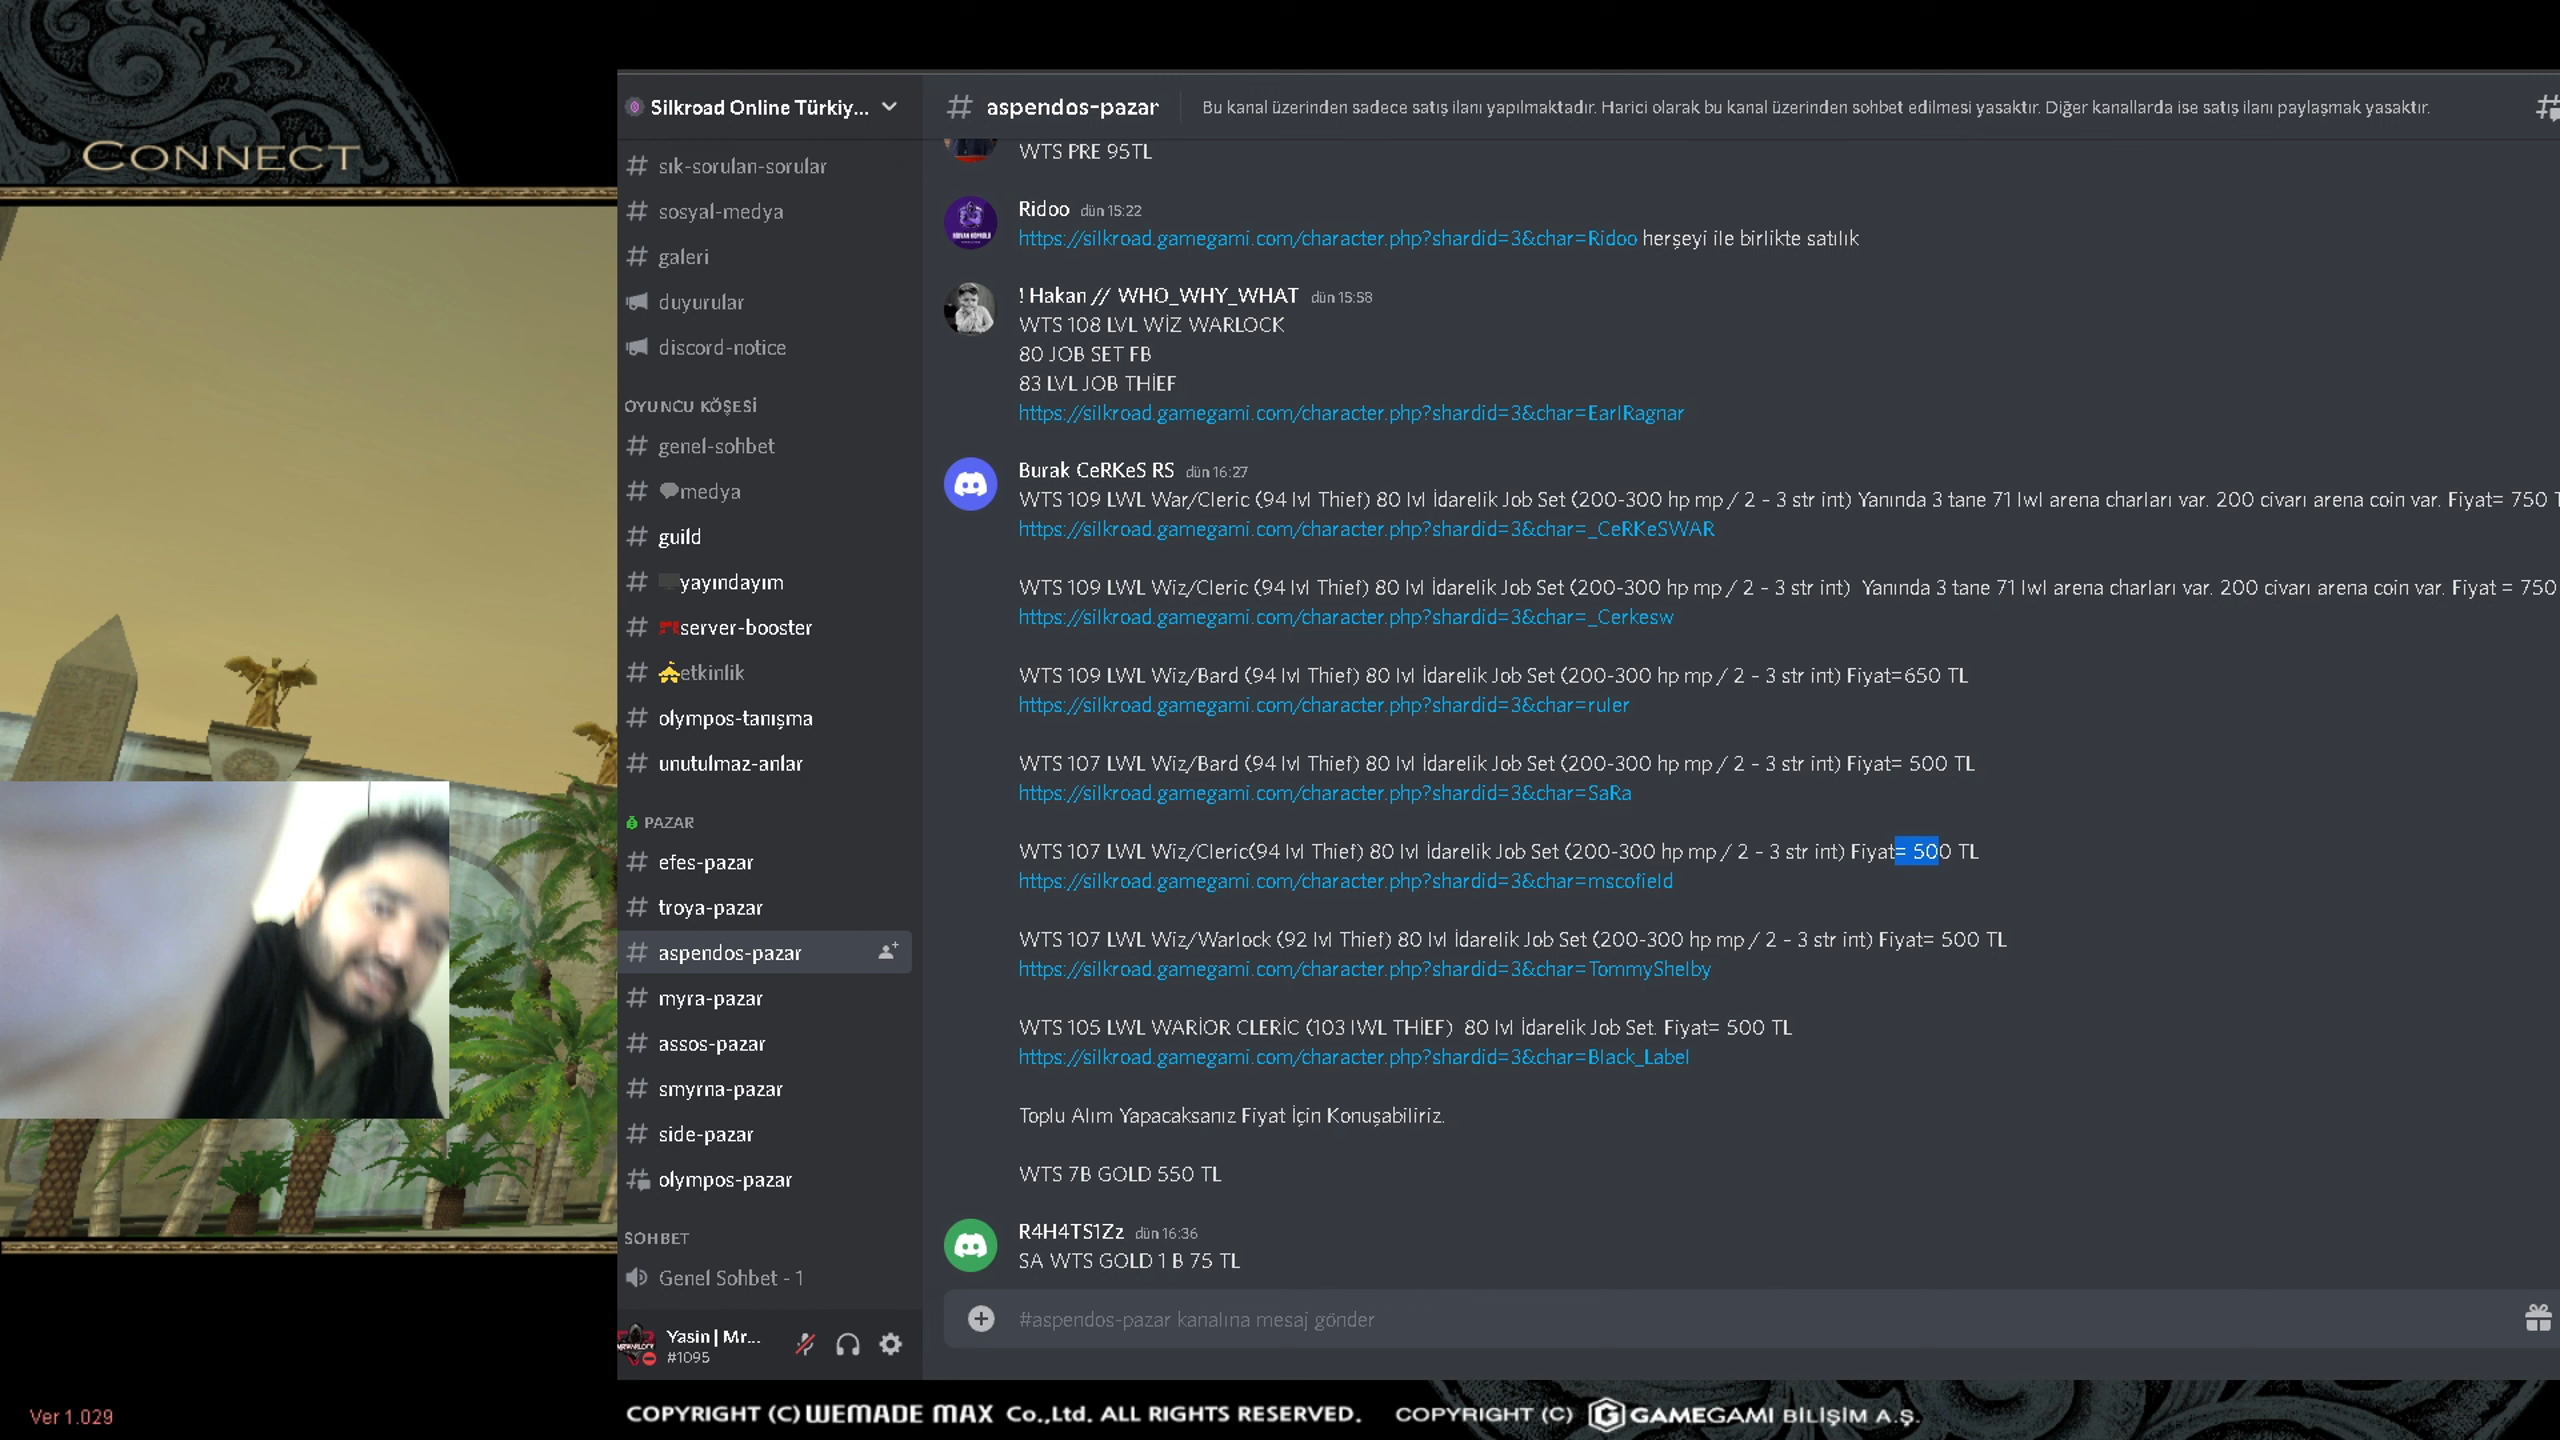 CONNECT
Silkroad Online Türkiy...
sık-sorulan-sorular
sosyal-medya
galeri
duyurular
discord-notice
OYUNCU KÖŞESİ
genel-sohbet
medya
guild
yayındayım
server-booster
etkinlik
olympos-tanışma
unutulmaz-anlar
PAZAR
efes-pazar
troya-pazar
aspendos-pazar
myra-pazar
assos-pazar
smyrna-pazar
side-pazar
olympos-pazar
SOHBET
Genel Sohbet - 1
Yasin | Mr...
#1095
# aspendos-pazar Bu kanal üzerinden sadece satış ilanı yapılmaktadır. Harici olarak bu kanal üzerinden sohbet edilmesi yasaktır. Diğer kanallarda ise satış ilanı paylaşmak yasaktır.
WTS PRE 95TL
Ridoo dün 15:22
https://silkroad.gamegami.com/character.php?shardid=3&char=Ridoo herşeyi ile birlikte satılık
! Hakan // WHO_WHY_WHAT dün 15:58
WTS 108 LVL WİZ WARLOCK
80 JOB SET FB
83 LVL JOB THİEF
https://silkroad.gamegami.com/character.php?shardid=3&char=EarlRagnar
Burak CeRKeS RS dün 16:27
WTS 109 LWL War/Cleric (94 lvl Thief) 80 lvl İdarelik Job Set (200-300 hp mp / 2 - 3 str int) Yanında 3 tane 71 lwl arena charları var. 200 civarı arena coin var. Fiyat= 750 T
https://silkroad.gamegami.com/character.php?shardid=3&char=_CeRKeSWAR
WTS 109 LWL Wiz/Cleric (94 lvl Thief) 80 lvl İdarelik Job Set (200-300 hp mp / 2 - 3 str int) Yanında 3 tane 71 lwl arena charları var. 200 civarı arena coin var. Fiyat = 750
https://silkroad.gamegami.com/character.php?shardid=3&char=_Cerkesw
WTS 109 LWL Wiz/Bard (94 lvl Thief) 80 lvl İdarelik Job Set (200-300 hp mp / 2 - 3 str int) Fiyat=650 TL
https://silkroad.gamegami.com/character.php?shardid=3&char=ruler
WTS 107 LWL Wiz/Bard (94 lvl Thief) 80 lvl İdarelik Job Set (200-300 hp mp / 2 - 3 str int) Fiyat= 500 TL
https://silkroad.gamegami.com/character.php?shardid=3&char=SaRa
WTS 107 LWL Wiz/Cleric(94 lvl Thief) 80 lvl İdarelik Job Set (200-300 hp mp / 2 - 3 str int) Fiyat= 500 TL
https://silkroad.gamegami.com/character.php?shardid=3&char=mscofield
WTS 107 LWL Wiz/Warlock (92 lvl Thief) 80 lvl İdarelik Job Set (200-300 hp mp / 2 - 3 str int) Fiyat= 500 TL
https://silkroad.gamegami.com/character.php?shardid=3&char=TommyShelby
WTS 105 LWL WARİOR CLERİC (103 lWL THİEF) 80 lvl İdarelik Job Set. Fiyat= 500 TL
https://silkroad.gamegami.com/character.php?shardid=3&char=Black_Label
Toplu Alım Yapacaksanız Fiyat İçin Konuşabiliriz.
WTS 7B GOLD 550 TL
R4H4TS1Zz dün 16:36
SA WTS GOLD 1 B 75 TL
#aspendos-pazar kanalına mesaj gönder
Ver 1.029
COPYRIGHT (C) WEMADE MAX Co.,Ltd. ALL RIGHTS RESERVED. COPYRIGHT (C) GAMEGAMI BİLİŞİM A.Ş.